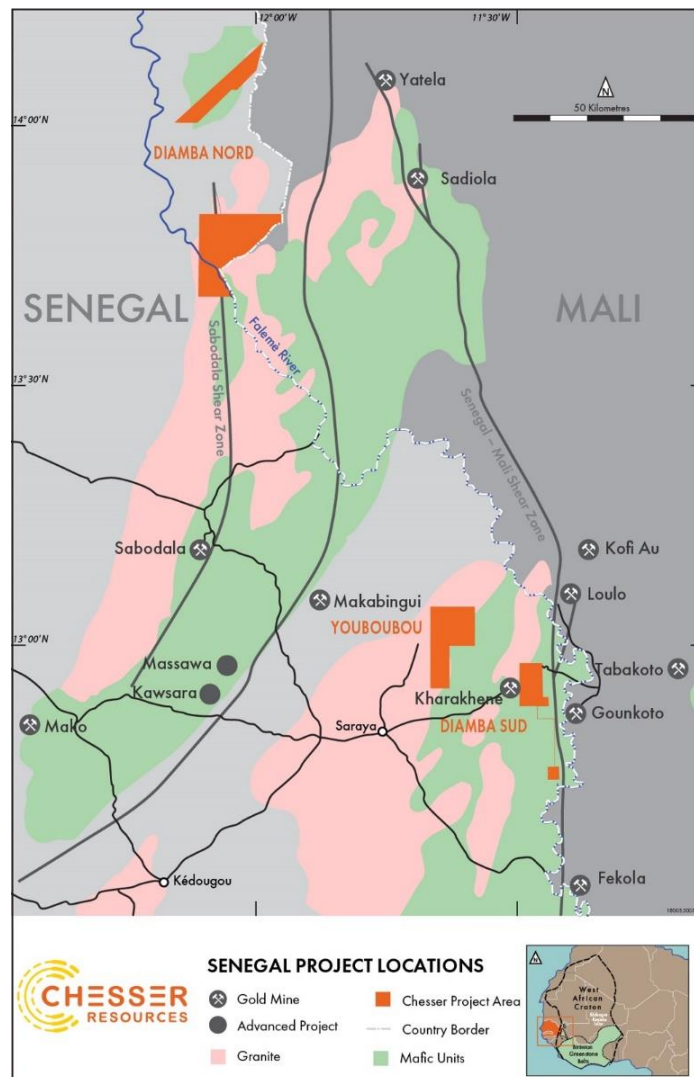 12°00'W
11°30'W
N
50 Kilometres
Yatela
14°00'N
DIAMBA NORD
Sadiola
SENEGAL
MALI
Sabodala Shear Zone
Falemè River
13°30'N
Senegal – Mali Shear Zone
Sabodala
Kofi Au
Makabingui
Loulo
YOUBOUBOU
13°00'N
Massawa
Tabakoto
Kawsara
Kharakhene
Mako
Saraya
DIAMBA SUD
Gounkoto
Kédougou
Fekola
CHESSER
RESOURCES
SENEGAL PROJECT LOCATIONS
Gold Mine
Chesser Project Area
Advanced Project
Country Border
Granite
Mafic Units
N
West
African
Craton
Greenstone
Belts